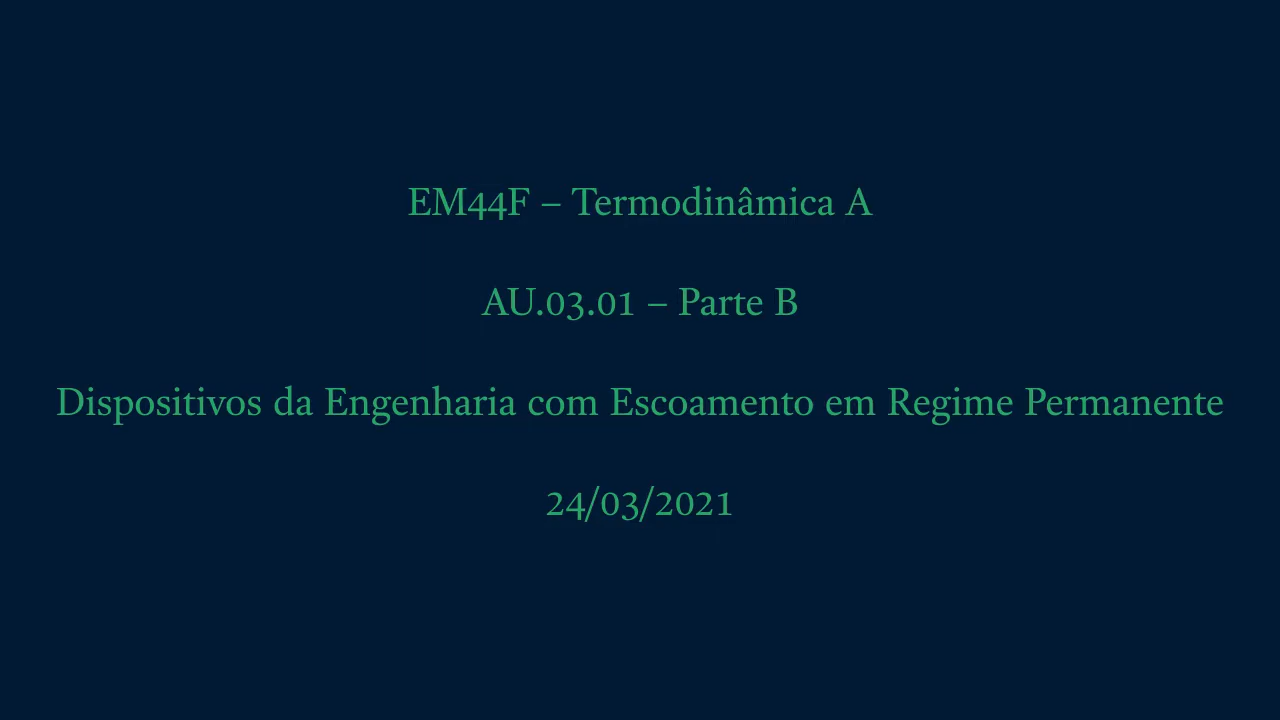 EM44F – Termodinâmica A
AU.03.01 – Parte B
Dispositivos da Engenharia com Escoamento em Regime Permanente
24/03/2021